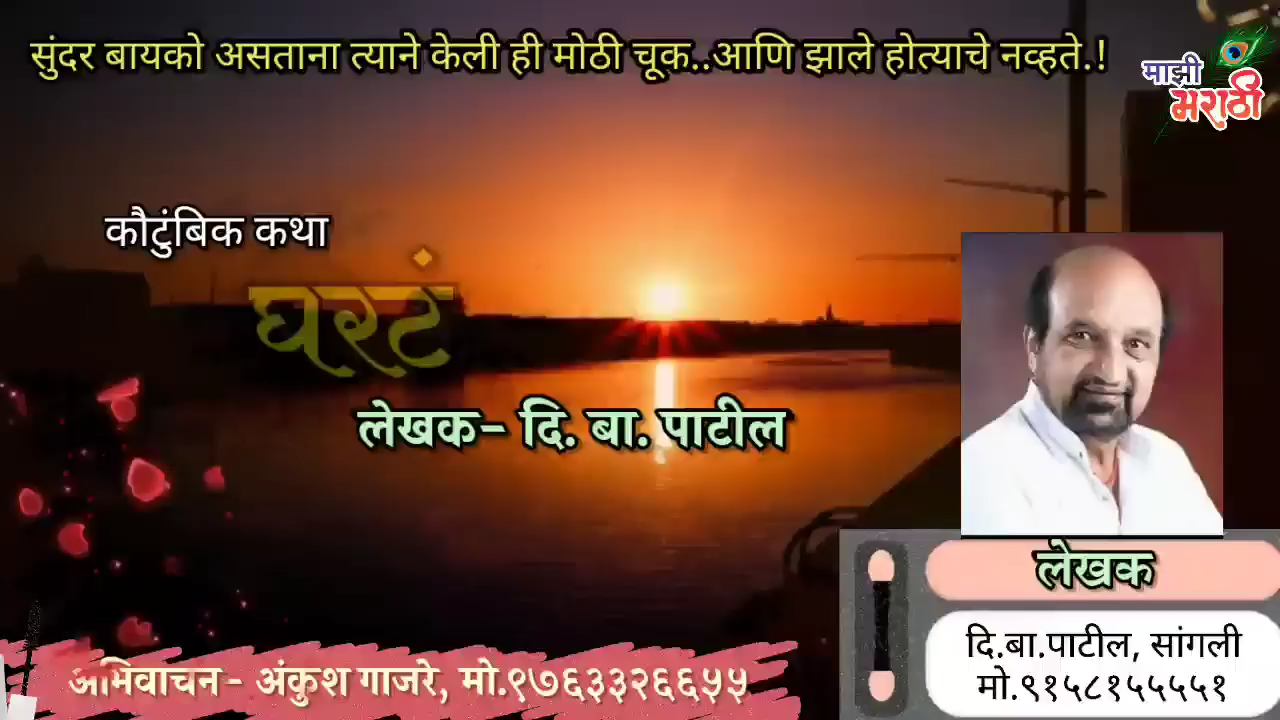 सुंदर बायको असताना त्याने केली ही मोठी चूक..आणि झाले होत्याचे नव्हते.!
माझी
मराठी
कौटुंबिक कथा
घरटं
लेखक- दि. बा. पाटील
लेखक
दि.बा.पाटील, सांगली
मो.९१५८१५५५५१
अभिवाचन- अंकुश गाजरे, मो.९७६३३२६६५५